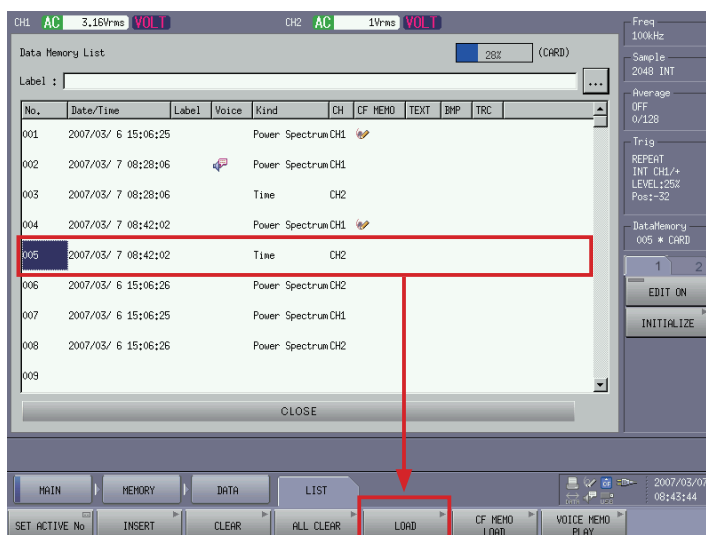 CH1 AC 3.16Vrms VOLT CH2 AC 1Vrms VOLT
Data Memory List 28% (CARD)
Label : ...
No. Date/Time Label Voice Kind CH CF MEMO TEXT BMP TRC
001 2007/03/ 6 15:06:25 Power Spectrum CH1
002 2007/03/ 7 08:28:06 Power Spectrum CH1
003 2007/03/ 7 08:28:06 Time CH2
004 2007/03/ 7 08:42:02 Power Spectrum CH1
005 2007/03/ 7 08:42:02 Time CH2
006 2007/03/ 6 15:06:26 Power Spectrum CH2
007 2007/03/ 6 15:06:25 Power Spectrum CH1
008 2007/03/ 6 15:06:26 Power Spectrum CH2
009
CLOSE
Freq
100kHz
Sample
2048 INT
Average
OFF
0/128
Trig
REPEAT
INT CH1/+
LEVEL:25%
Pos:-32
DataMemory
005 * CARD
1 2
EDIT ON
INITIALIZE
MAIN MEMORY DATA LIST
CF
DATA USB
2007/03/07
08:43:44
SET ACTIVE No INSERT CLEAR ALL CLEAR LOAD
CF MEMO
LOAD
VOICE MEMO
PLAY